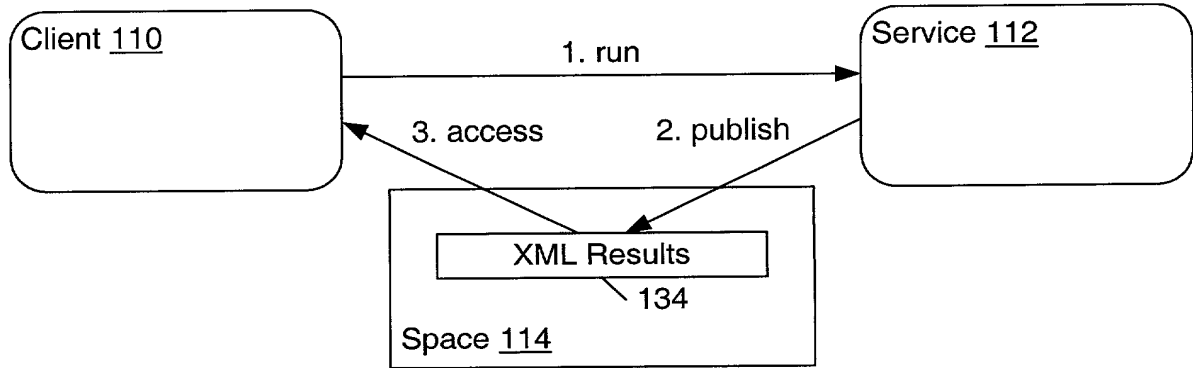 Client 110
Service 112
1. run
3. access
2. publish
XML Results
134
Space 114